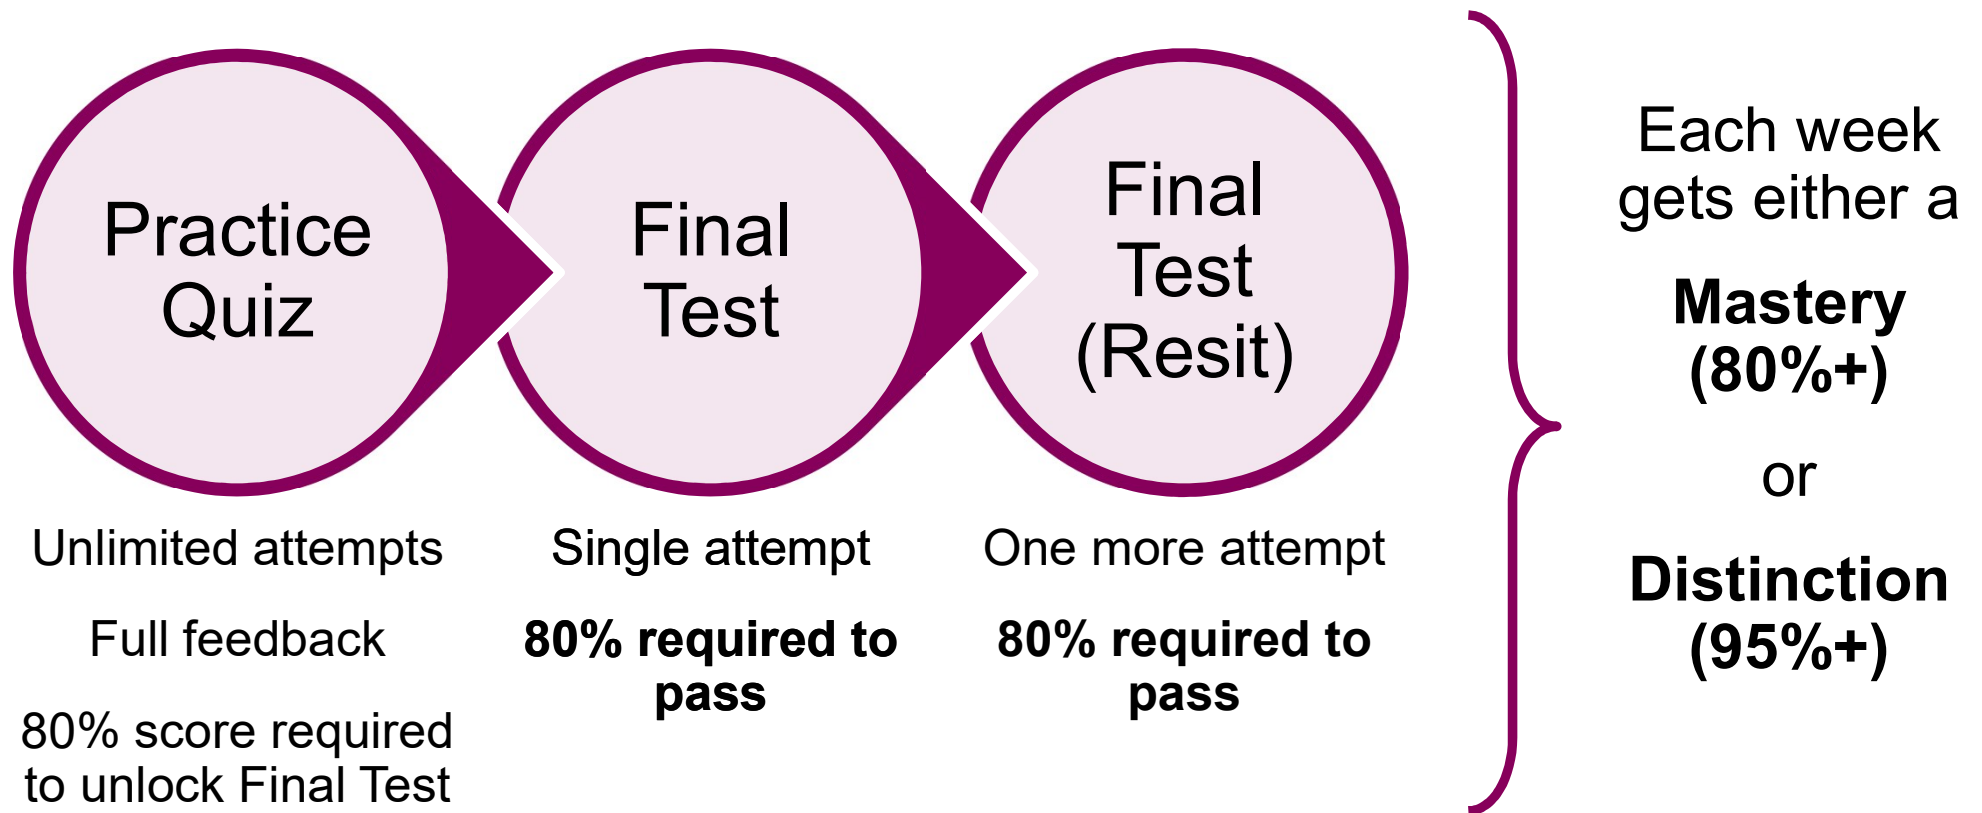 Practice
Quiz
Final
Test
Final
Test
(Resit)
Unlimited attempts
Full feedback
80% score required
to unlock Final Test
Single attempt
80% required to
pass
One more attempt
80% required to
pass
Each week
gets either a
Mastery
(80%+)
or
Distinction
(95%+)